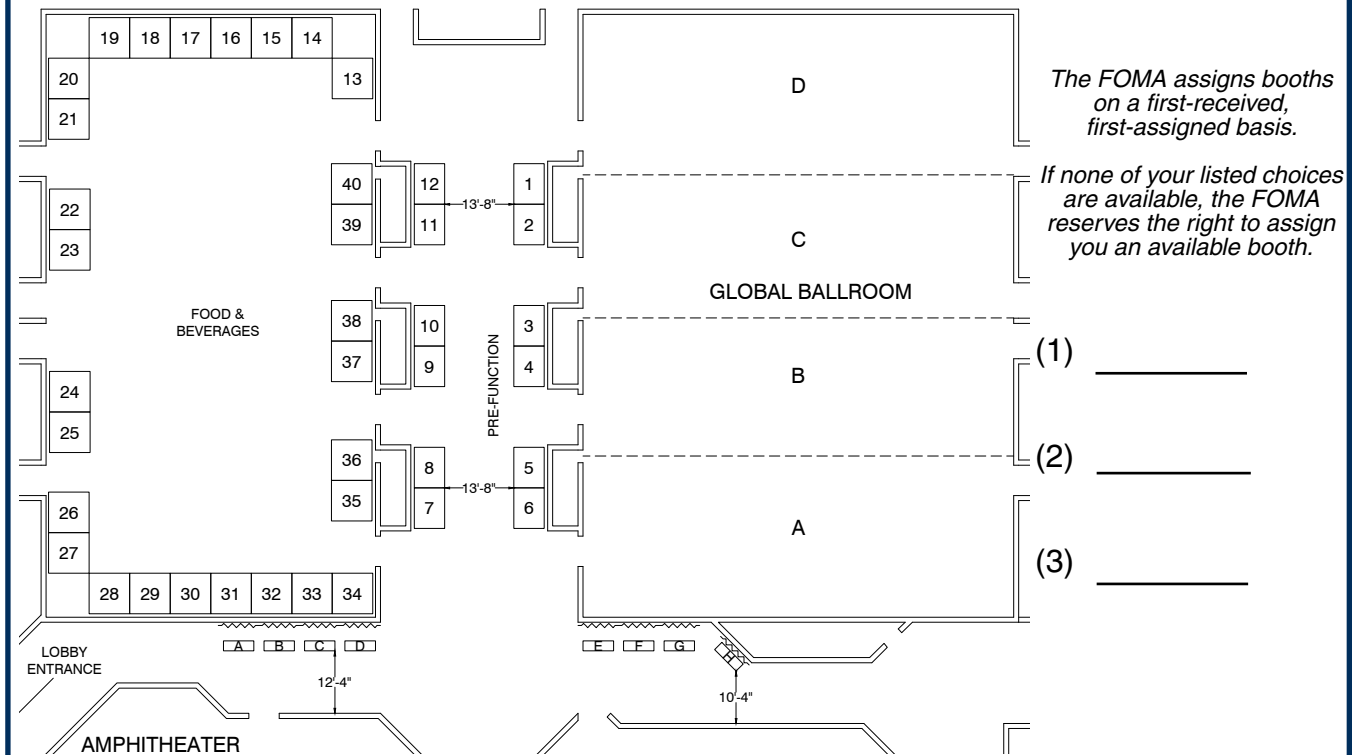 19 18 17 16 15 14
20
13
21
D
The FOMA assigns booths
on a first-received,
first-assigned basis.
If none of your listed choices
are available, the FOMA
reserves the right to assign
you an available booth.
40
12
1
13'-8"
22
39
11
2
23
C
GLOBAL BALLROOM
FOOD &
BEVERAGES
38
10
3
PRE-FUNCTION
37
9
4
(1)
B
24
25
36
8
5
13'-8"
(2)
35
7
6
26
A
27
(3)
28 29 30 31 32 33 34
A B C D
E F G
H
LOBBY
ENTRANCE
12'-4"
10'-4"
AMPHITHEATER